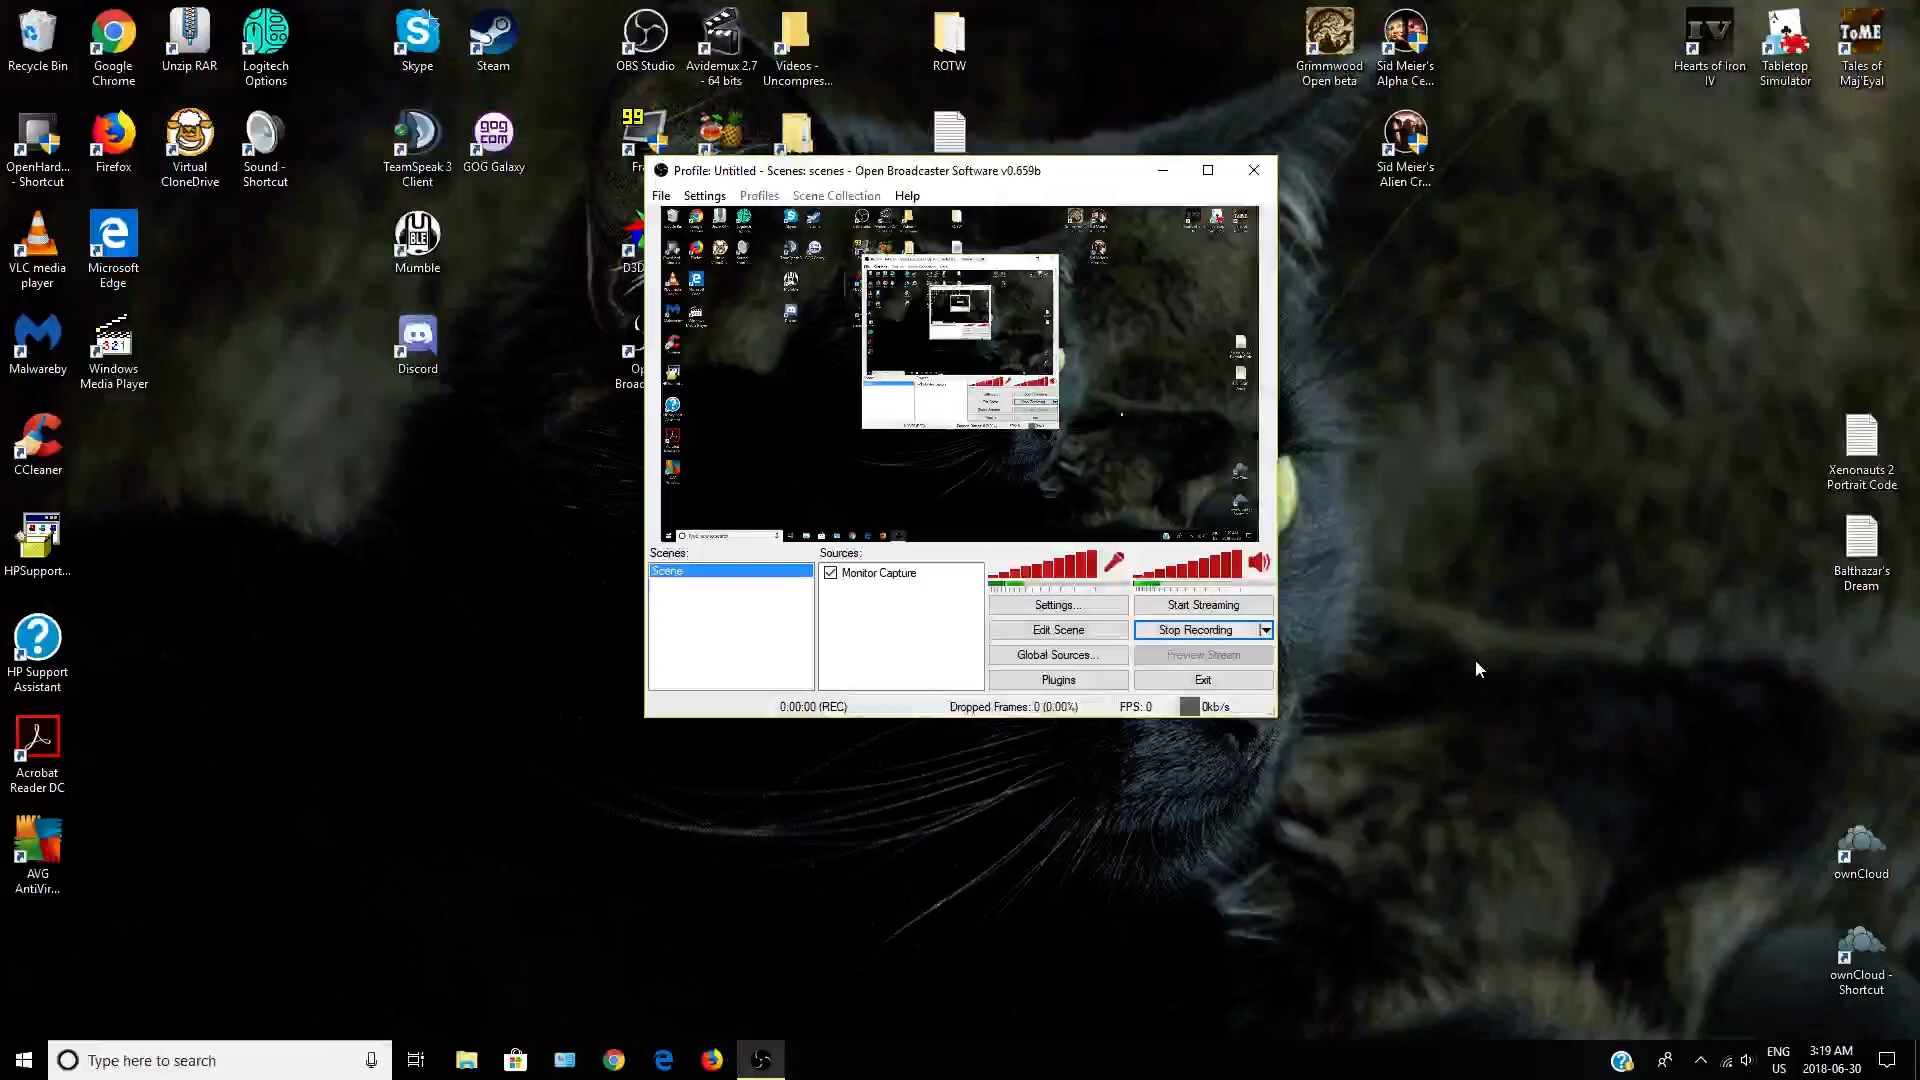 Recycle Bin
Google
Chrome
Unzip RAR
Logitech
Options
Skype
Steam
OBS Studio
Avidemux 2.7
- 64 bits
Videos -
Uncompres...
ROTW
Grimmwood
Open beta
Sid Meier's
Alpha Ce...
Hearts of Iron
IV
Tabletop
Simulator
Tales of
Maj'Eyal
OpenHard...
- Shortcut
Firefox
Virtual
CloneDrive
Sound -
Shortcut
TeamSpeak 3
Client
GOG Galaxy
99
Sid Meier's
Alien Cr...
Profile: Untitled - Scenes: scenes - Open Broadcaster Software v0.659b
File Settings Profiles Scene Collection Help
VLC media
player
Microsoft
Edge
Mumble
D3D
Malwareby
Windows
Media Player
Discord
CCleaner
Xenonauts 2
Portrait Code
HPSupport...
Balthazar's
Dream
Scenes:
Sources:
Scene
Monitor Capture
Settings...
Start Streaming
Edit Scene
Stop Recording
Global Sources...
Preview Stream
Plugins
Exit
0:00:00 (REC)
Dropped Frames: 0 (0.00%)
FPS: 0
0kb/s
HP Support
Assistant
Acrobat
Reader DC
AVG
AntiVir...
ownCloud
ownCloud -
Shortcut
Type here to search
ENG
US
3:19 AM
2018-06-30